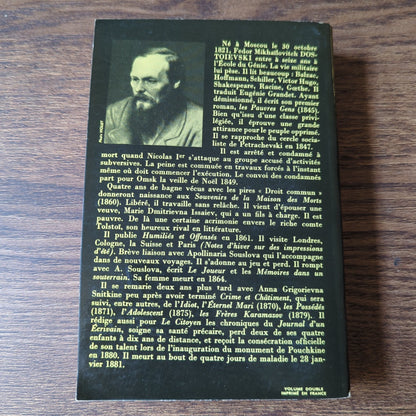 Né à Moscou le 30 octobre
1821, Fedor Mikhaïlovitch DOS-
TOIEVSKI entre à seize ans à
l'Ecole du Génie. La vie militaire
lui pèse. Il lit beaucoup : Balzac,
Hoffmann, Schiller, Victor Hugo,
Shakespeare, Racine, Gœthe. Il
traduit Eugénie Grandet. Ayant
démissionné, il écrit son premier
roman, les Pauvres Gens (1845).
Bien qu'issu d'une classe privi-
légiée, il éprouve une grande
attirance pour le peuple opprimé.
Il se rapproche du cercle socia-
liste de Petrachevski en 1847.
Il est arrêté et condamné à
mort quand Nicolas 1er s'attaque au groupe accusé d'activités
subversives. La peine est commuée en travaux forcés à l'instant
même où doit commencer l'exécution. Le convoi des condamnés
part pour Omsk la veille de Noël 1849.
Quatre ans de bagne vécus avec les pires « Droit commun »
donneront naissance aux Souvenirs de la Maison des Morts
(1860). Libéré, il travaille sans relâche. Il vient d'épouser une
veuve, Marie Dmitrievna Issaiev, qui a un fils à charge. Il est
pauvre. De là une certaine acrimonie envers le riche comte
Tolstoï, son heureux rival en littérature.
Il publie Humiliés et Offensés en 1861. Il visite Londres,
Cologne, la Suisse et Paris (Notes d'hiver sur des impressions
d'été). Brève liaison avec Apollinaria Souslova qui l'accompagne
dans de nouveaux voyages. Il s'adonne au jeu et perd. Il rompt
avec A. Souslova, écrit Le Joueur et les Mémoires dans un
souterrain. Sa femme meurt en 1864.
Il se remarie deux ans plus tard avec Anna Grigorievna
Snitkine peu après avoir terminé Crime et Châtiment, qui sera
suivi, entre autres, de l'Idiot, l'Éternel Mari (1870), les Possédés
(1871), l'Adolescent (1875), les Frères Karamazov (1879). Il
rédige aussi pour Le Citoyen les chroniques du Journal d'un
Écrivain, soigne sa santé précaire, perd deux de ses quatre
enfants à dix ans de distance, et reçoit la consécration officielle
de son talent lors de l'inauguration du monument de Pouchkine
en 1880. Il meurt au bout de quatre jours de maladie le 28 jan-
vier 1881.
VOLUME DOUBLE
IMPRIMÉ EN FRANCE